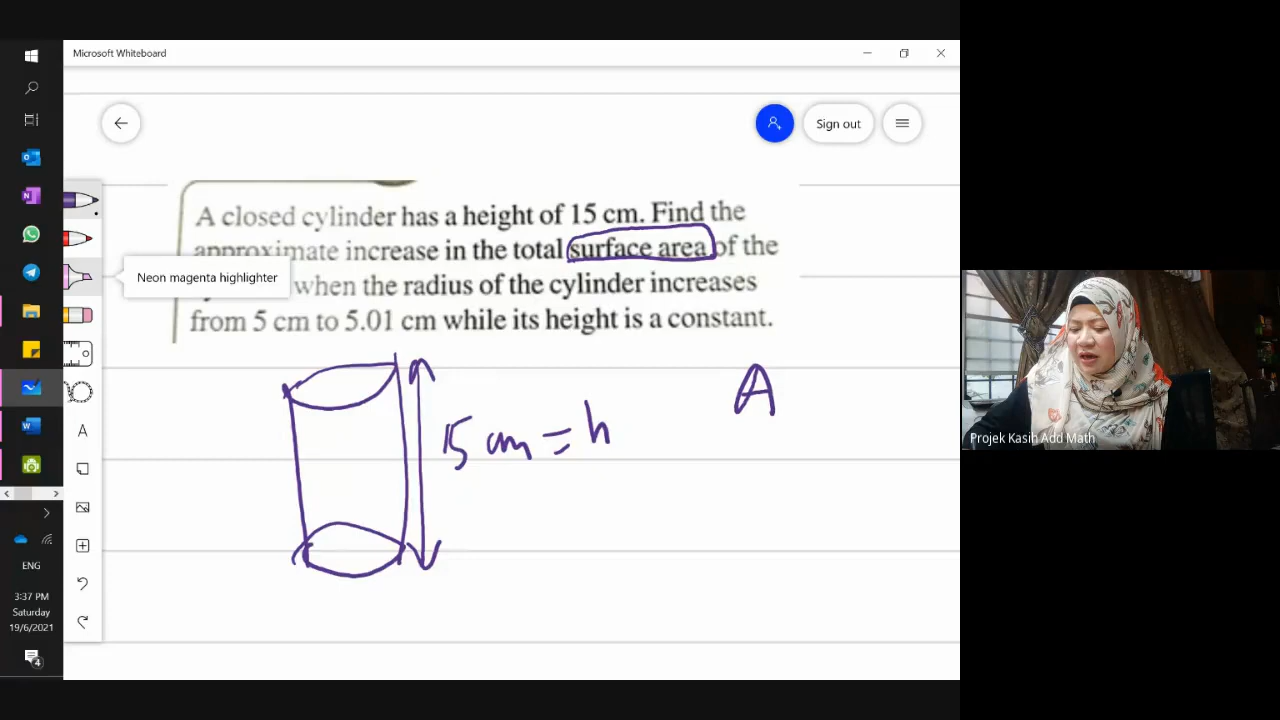 Microsoft Whiteboard
Sign out
A closed cylinder has a height of 15 cm. Find the
approximate increase in the total surface area of the
when the radius of the cylinder increases
from 5 cm to 5.01 cm while its height is a constant.
Neon magenta highlighter
15 cm = h
A
A
Projek Kasih Add Math
ENG
3:37 PM
Saturday
19/6/2021
4